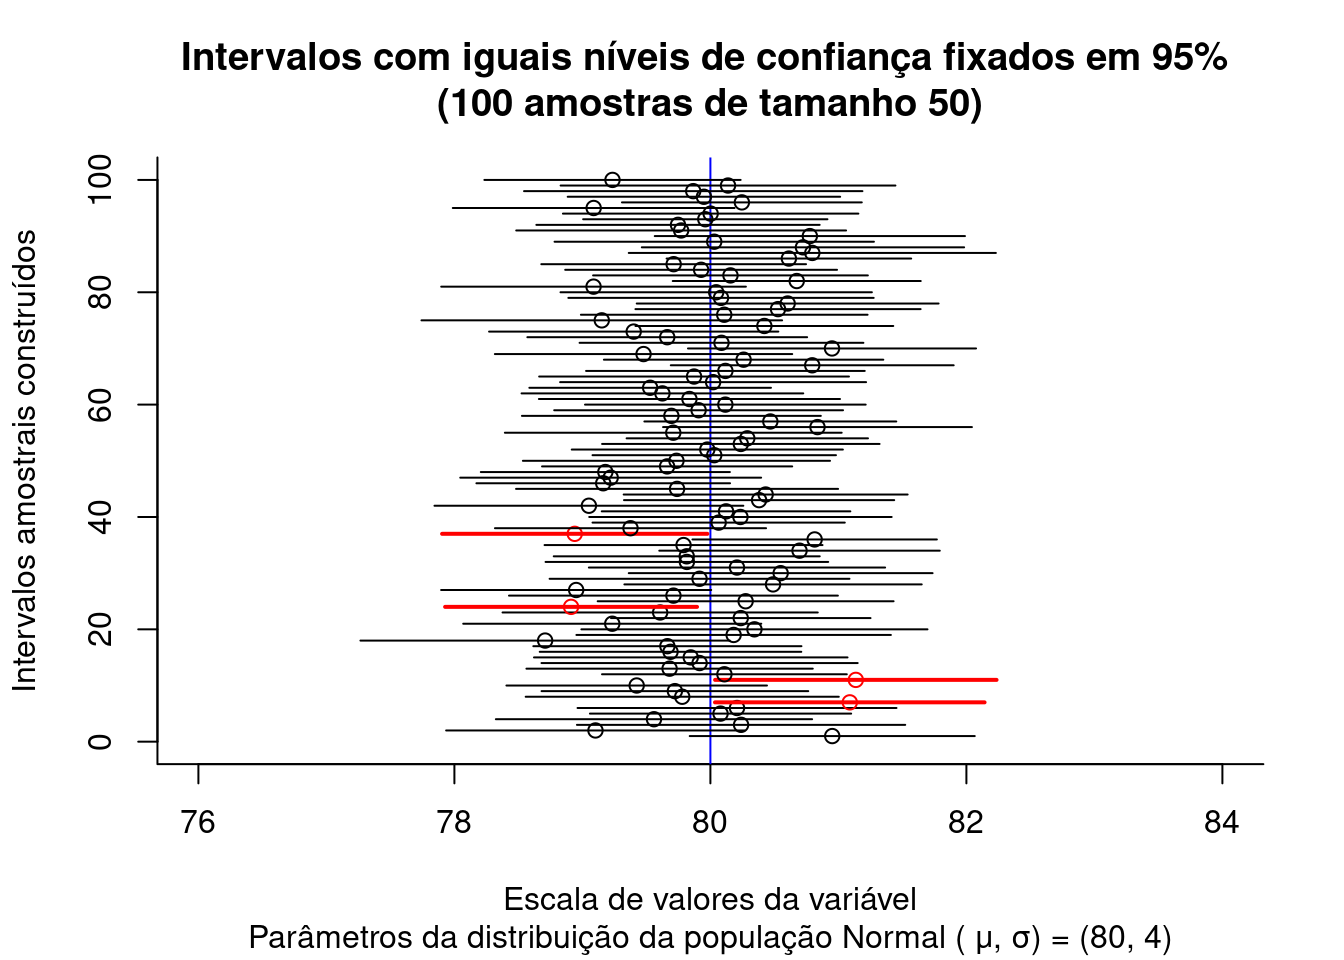 Intervalos com iguais níveis de confiança fixados em 95%
(100 amostras de tamanho 50)
Intervalos amostrais construídos
100
80
60
40
20
0
76 78 80 82 84
Escala de valores da variável
Parâmetros da distribuição da população Normal ( μ, σ) = (80, 4)